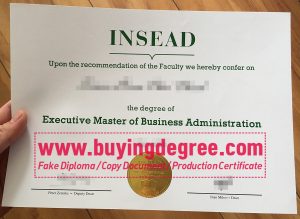 INSEAD
Upon the recommendation of the Faculty we hereby confer on
the degree of
Executive Master of Business Administration
www.buyingdegree.com
Fake Diploma / Copy Document / Production Certificate
Dean